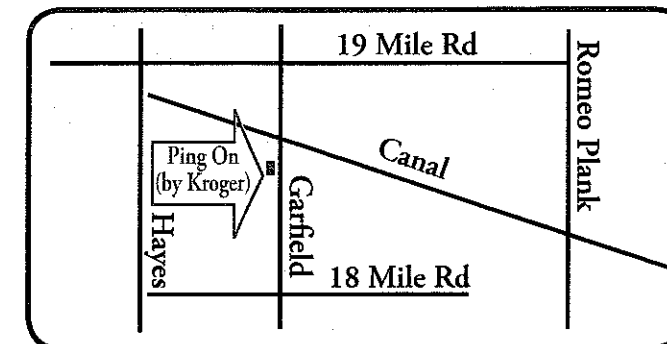 19 Mile Rd
Romeo Plank
Canal
Ping On
(by Kroger)
Garfield
Hayes
18 Mile Rd